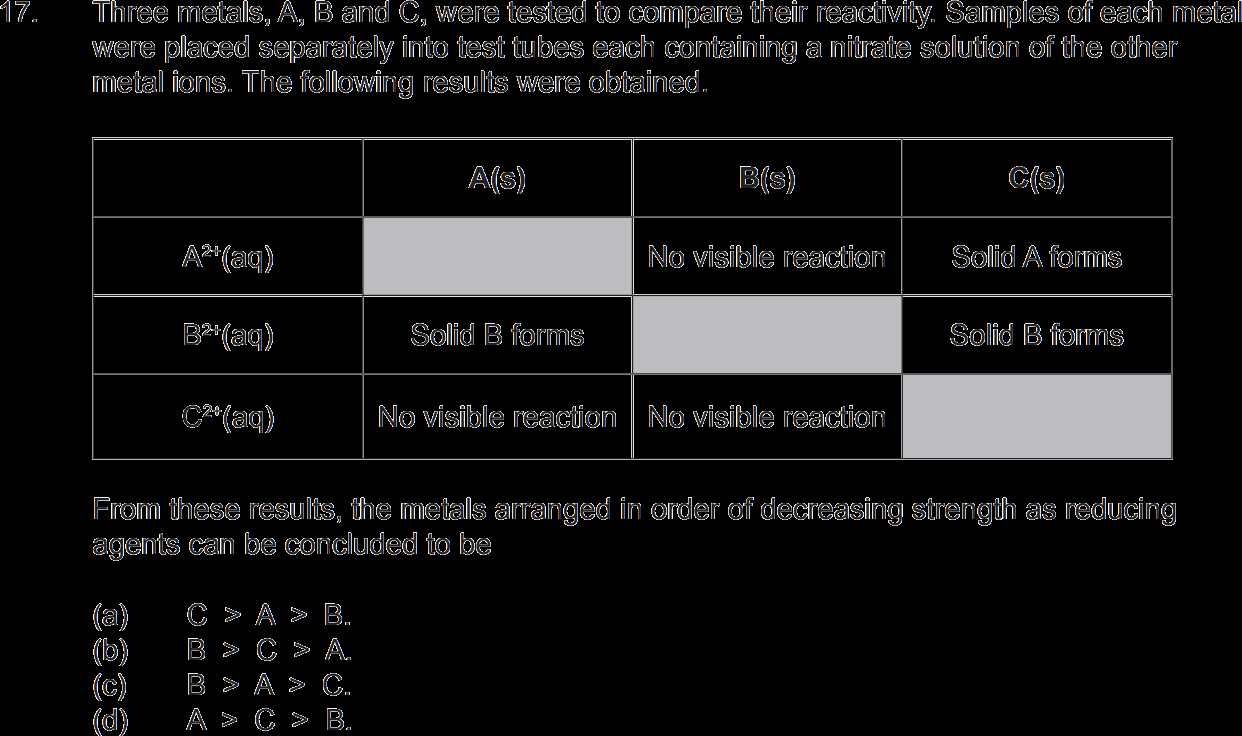 17. Three metals, A, B and C, were tested to compare their reactivity. Samples of each metal
were placed separately into test tubes each containing a nitrate solution of the other
metal ions. The following results were obtained.
A(s) B(s) C(s)
A²⁺(aq) No visible reaction Solid A forms
B²⁺(aq) Solid B forms Solid B forms
C²⁺(aq) No visible reaction No visible reaction
From these results, the metals arranged in order of decreasing strength as reducing
agents can be concluded to be
(a) C > A > B.
(b) B > C > A.
(c) B > A > C.
(d) A > C > B.